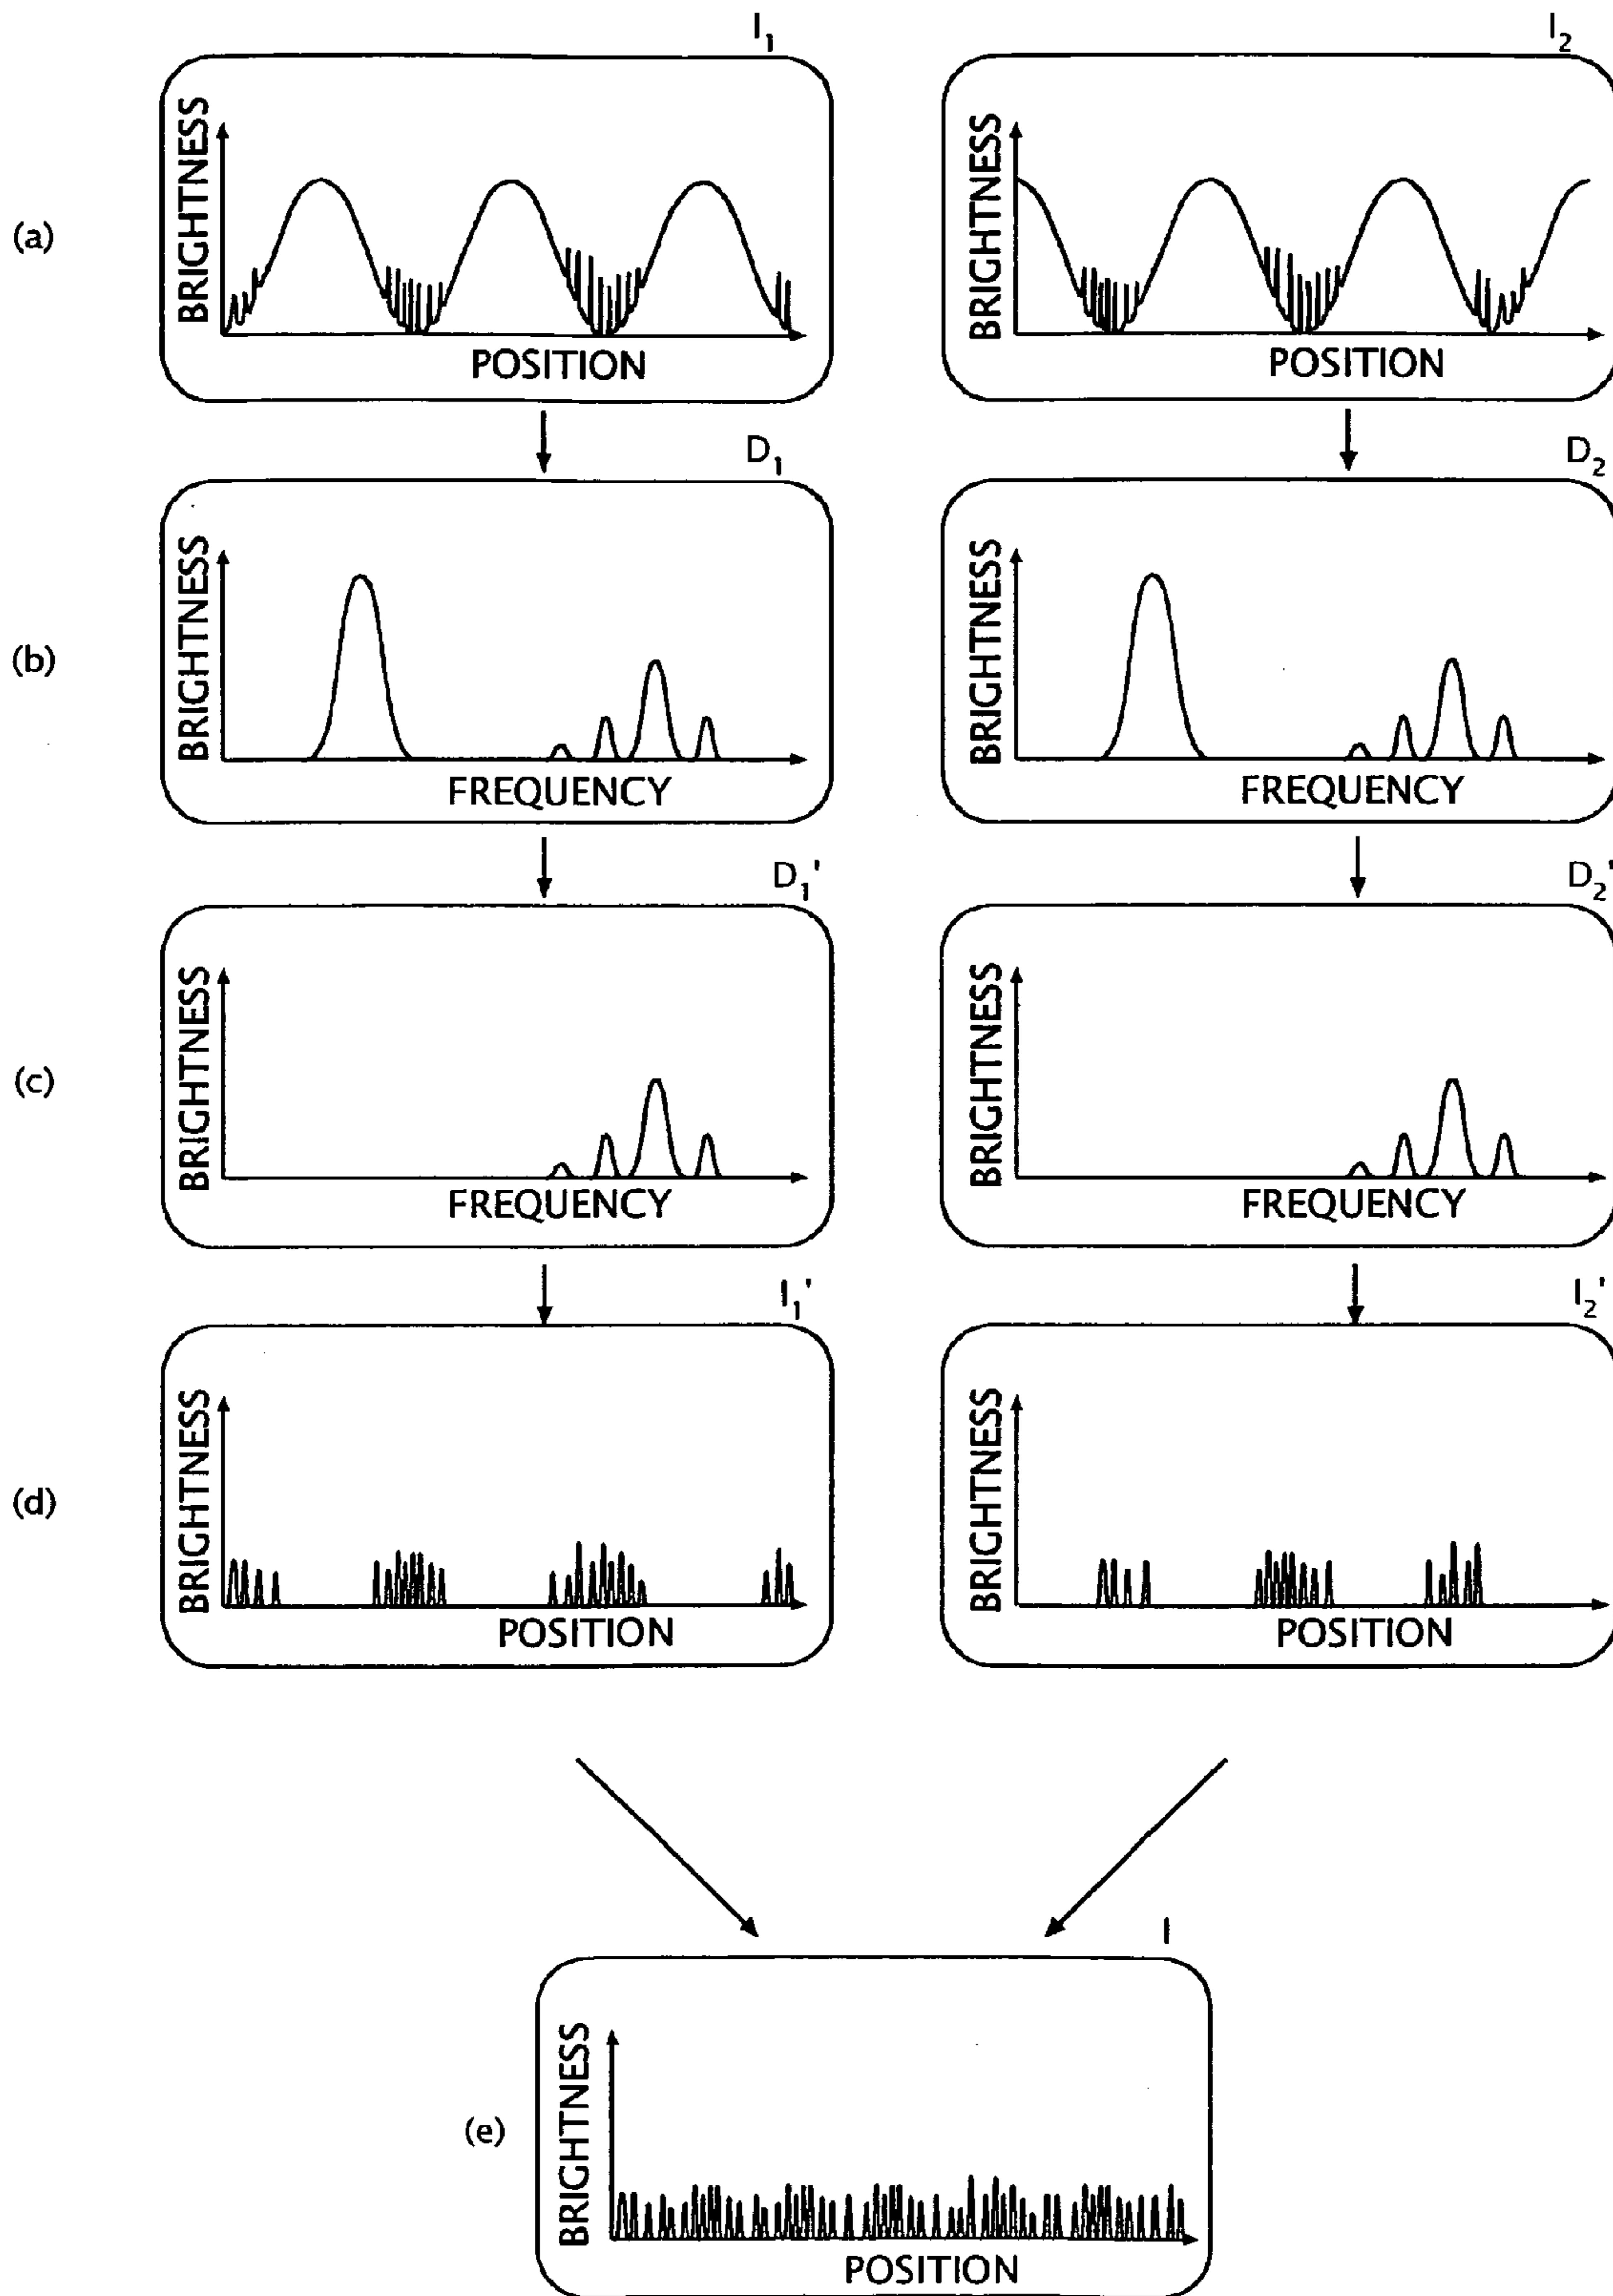 I1 I2
(a)
BRIGHTNESS BRIGHTNESS
POSITION POSITION
D1 D2
(b)
BRIGHTNESS BRIGHTNESS
FREQUENCY FREQUENCY
D1' D2'
(c)
BRIGHTNESS BRIGHTNESS
FREQUENCY FREQUENCY
I1' I2'
(d)
BRIGHTNESS BRIGHTNESS
POSITION POSITION
I
(e)
BRIGHTNESS
POSITION